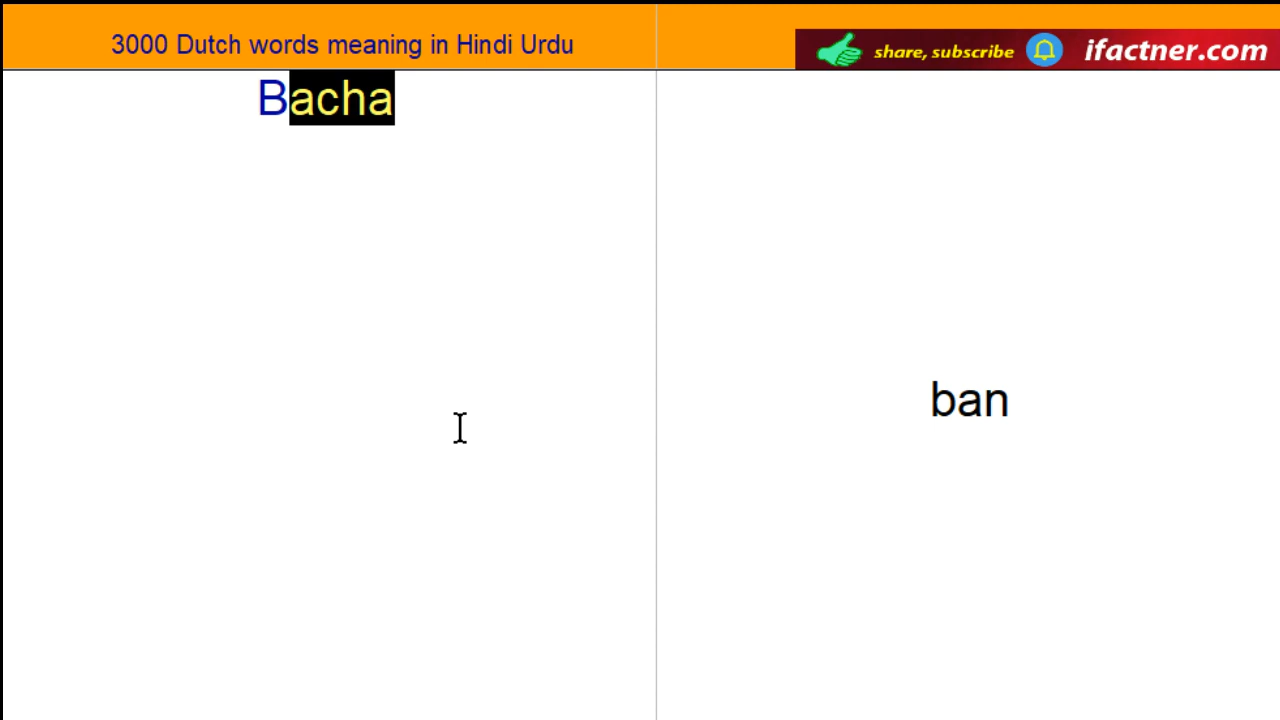 3000 Dutch words meaning in Hindi Urdu
share, subscribe
ifactner.com
Bacha
ban